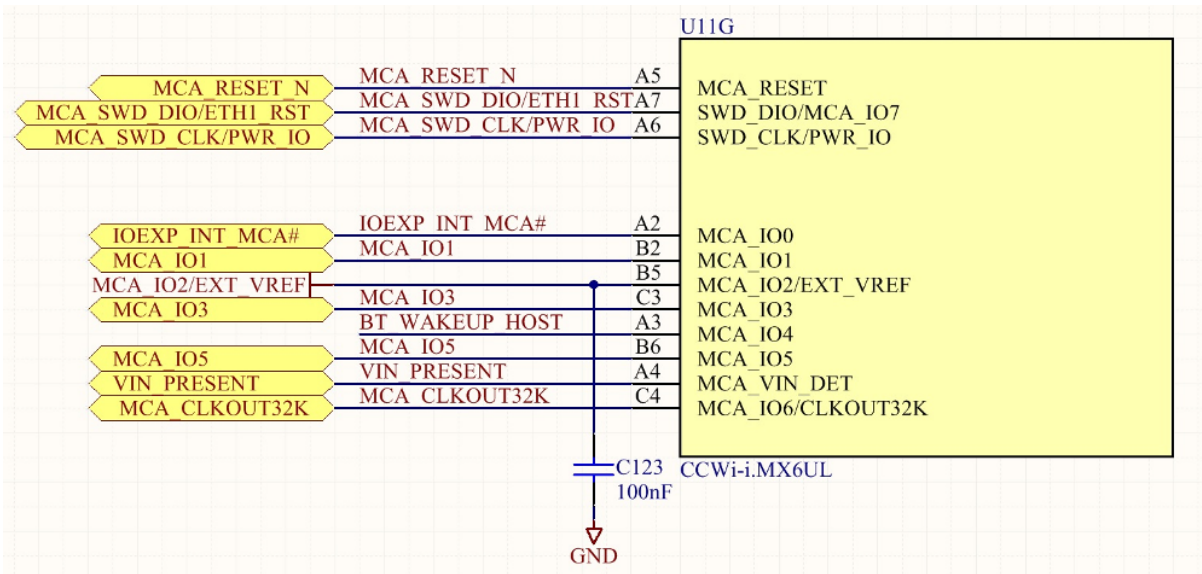 U11G
MCA_RESET_N MCA_RESET_N A5 MCA_RESET
MCA_SWD_DIO/ETH1_RST MCA_SWD_DIO/ETH1_RST A7 SWD_DIO/MCA_IO7
MCA_SWD_CLK/PWR_IO MCA_SWD_CLK/PWR_IO A6 SWD_CLK/PWR_IO
IOEXP_INT_MCA# IOEXP_INT_MCA# A2 MCA_IO0
MCA_IO1 MCA_IO1 B2 MCA_IO1
MCA_IO2/EXT_VREF B5 MCA_IO2/EXT_VREF
MCA_IO3 MCA_IO3 C3 MCA_IO3
BT_WAKEUP_HOST A3 MCA_IO4
MCA_IO5 MCA_IO5 B6 MCA_IO5
VIN_PRESENT VIN_PRESENT A4 MCA_VIN_DET
MCA_CLKOUT32K MCA_CLKOUT32K C4 MCA_IO6/CLKOUT32K
C123 CCWi-i.MX6UL
100nF
GND